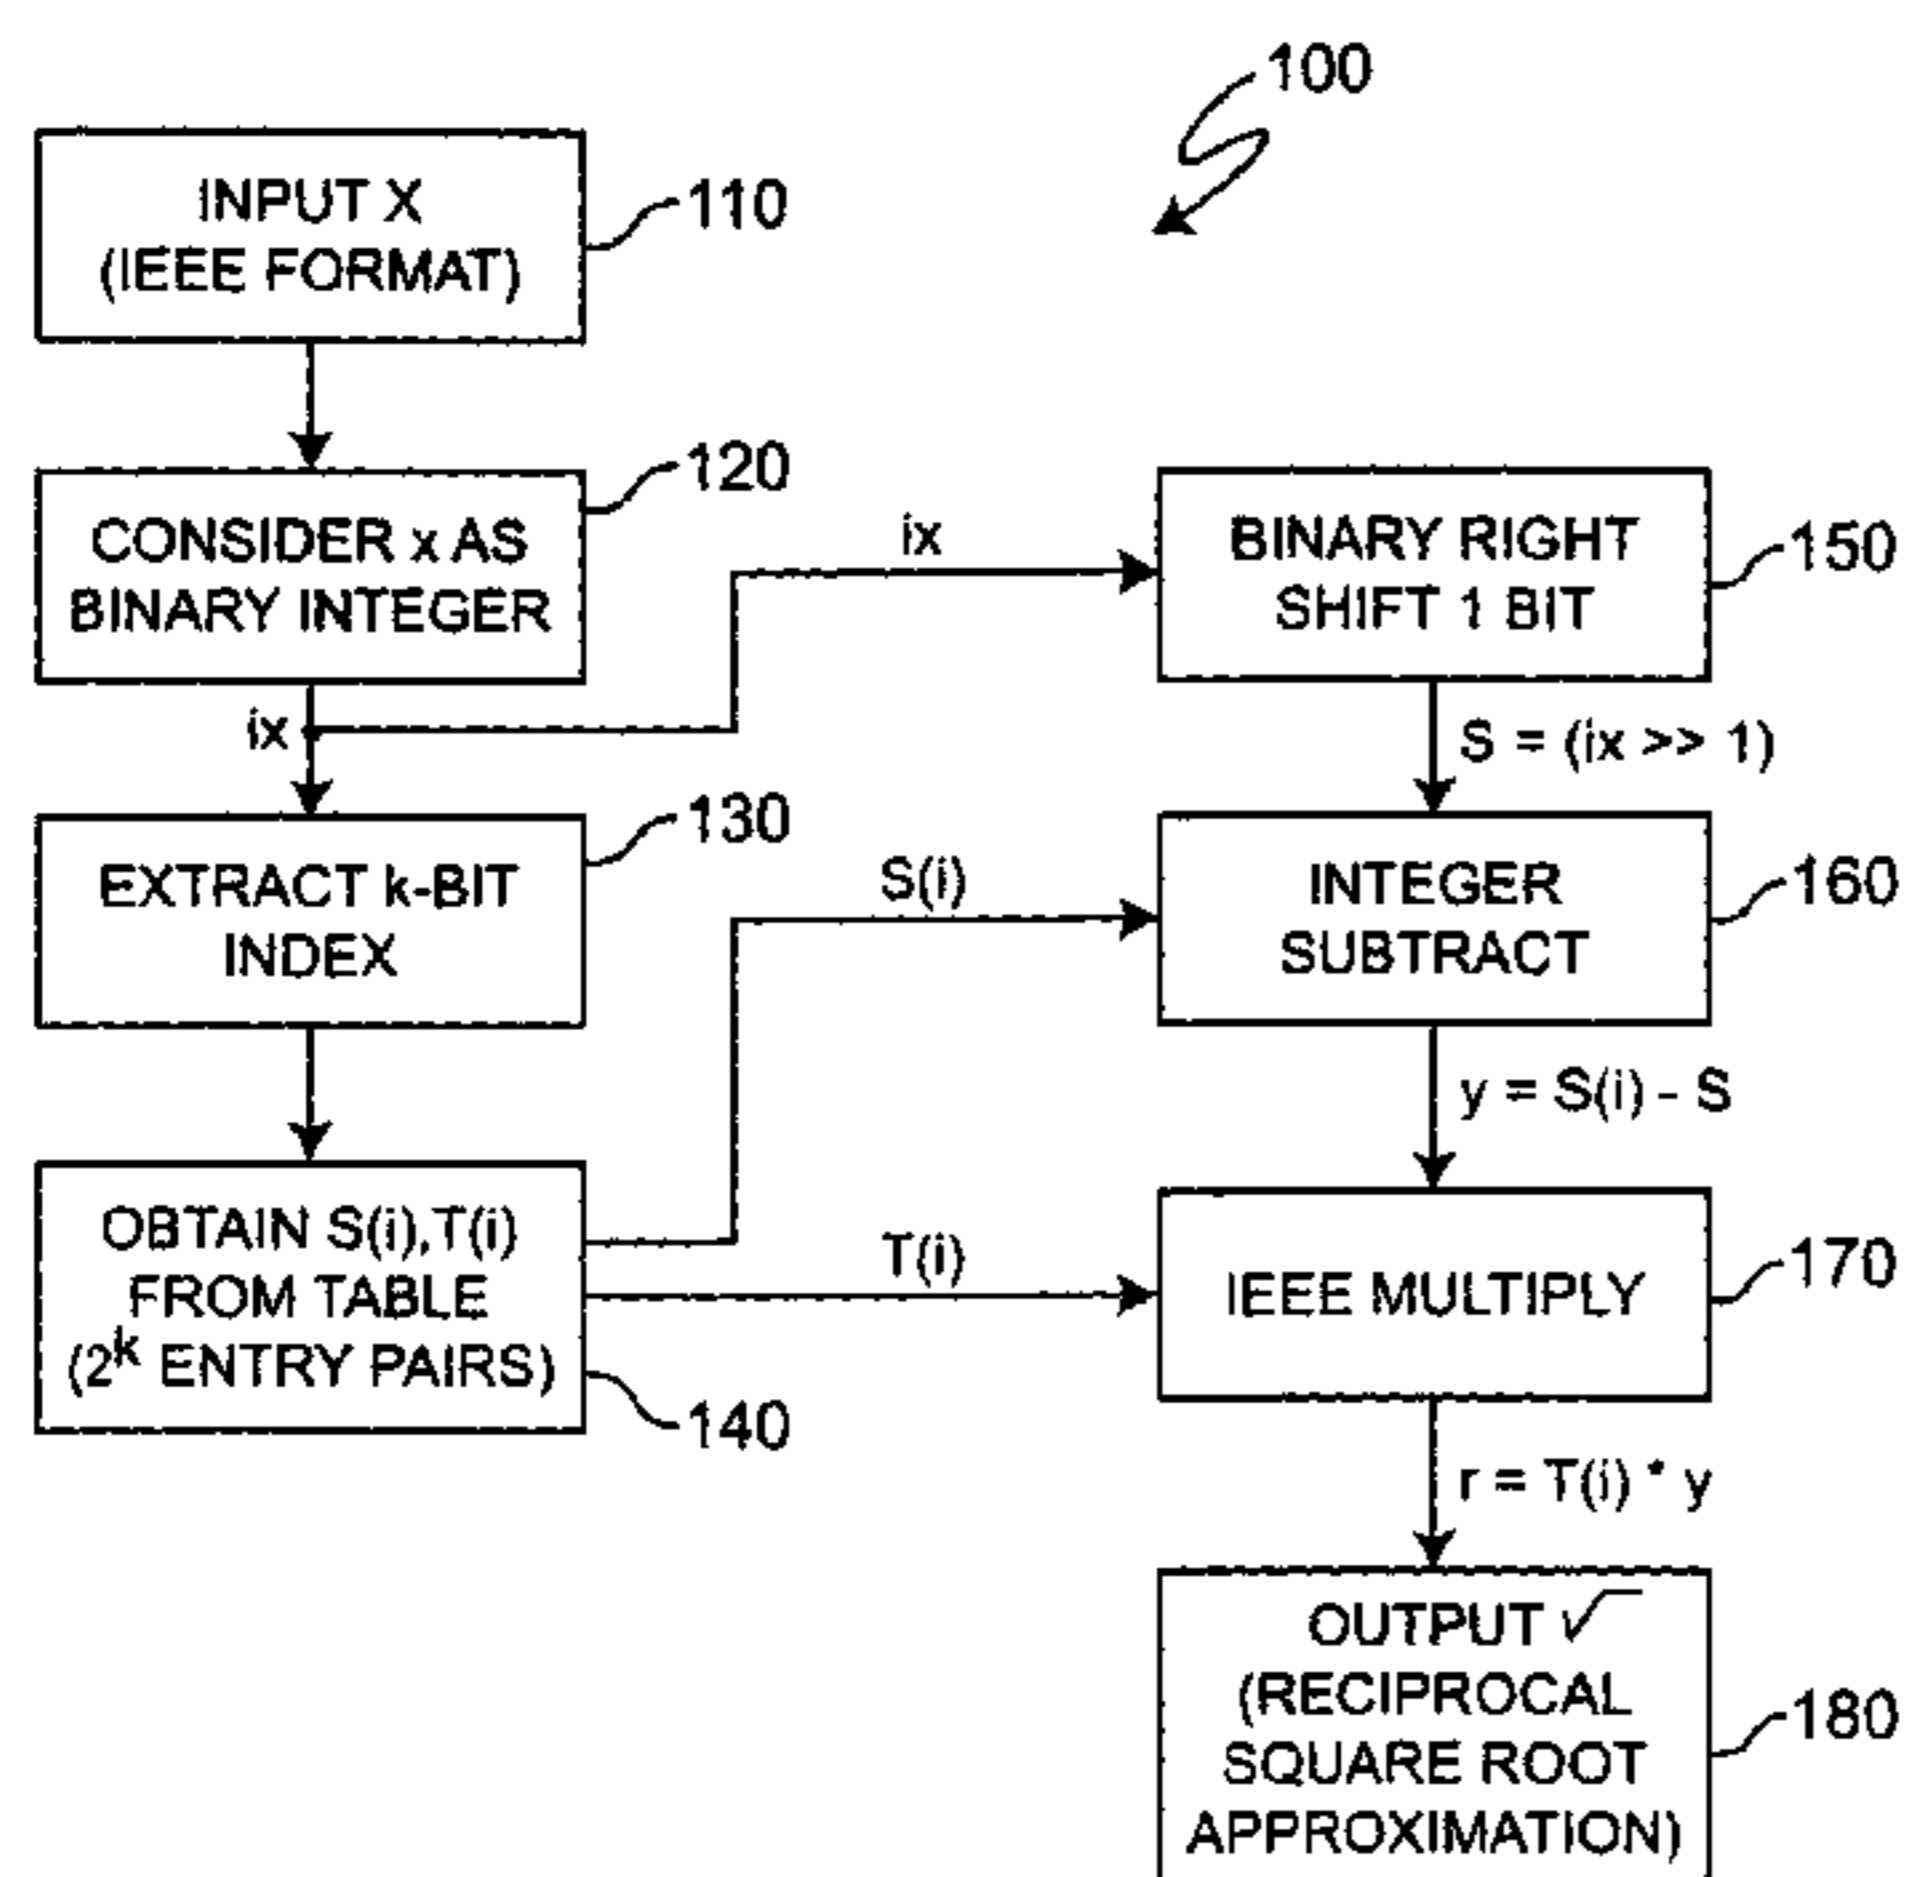 100
INPUT X
(IEEE FORMAT)
110
CONSIDER x AS
BINARY INTEGER
120
ix
ix
BINARY RIGHT
SHIFT 1 BIT
150
S = (ix >> 1)
EXTRACT k-BIT
INDEX
130
S(i)
INTEGER
SUBTRACT
160
y = S(i) - S
OBTAIN S(i),T(i)
FROM TABLE
(2^k ENTRY PAIRS)
140
T(i)
IEEE MULTIPLY
170
r = T(i) * y
OUTPUT √
(RECIPROCAL
SQUARE ROOT
APPROXIMATION)
180